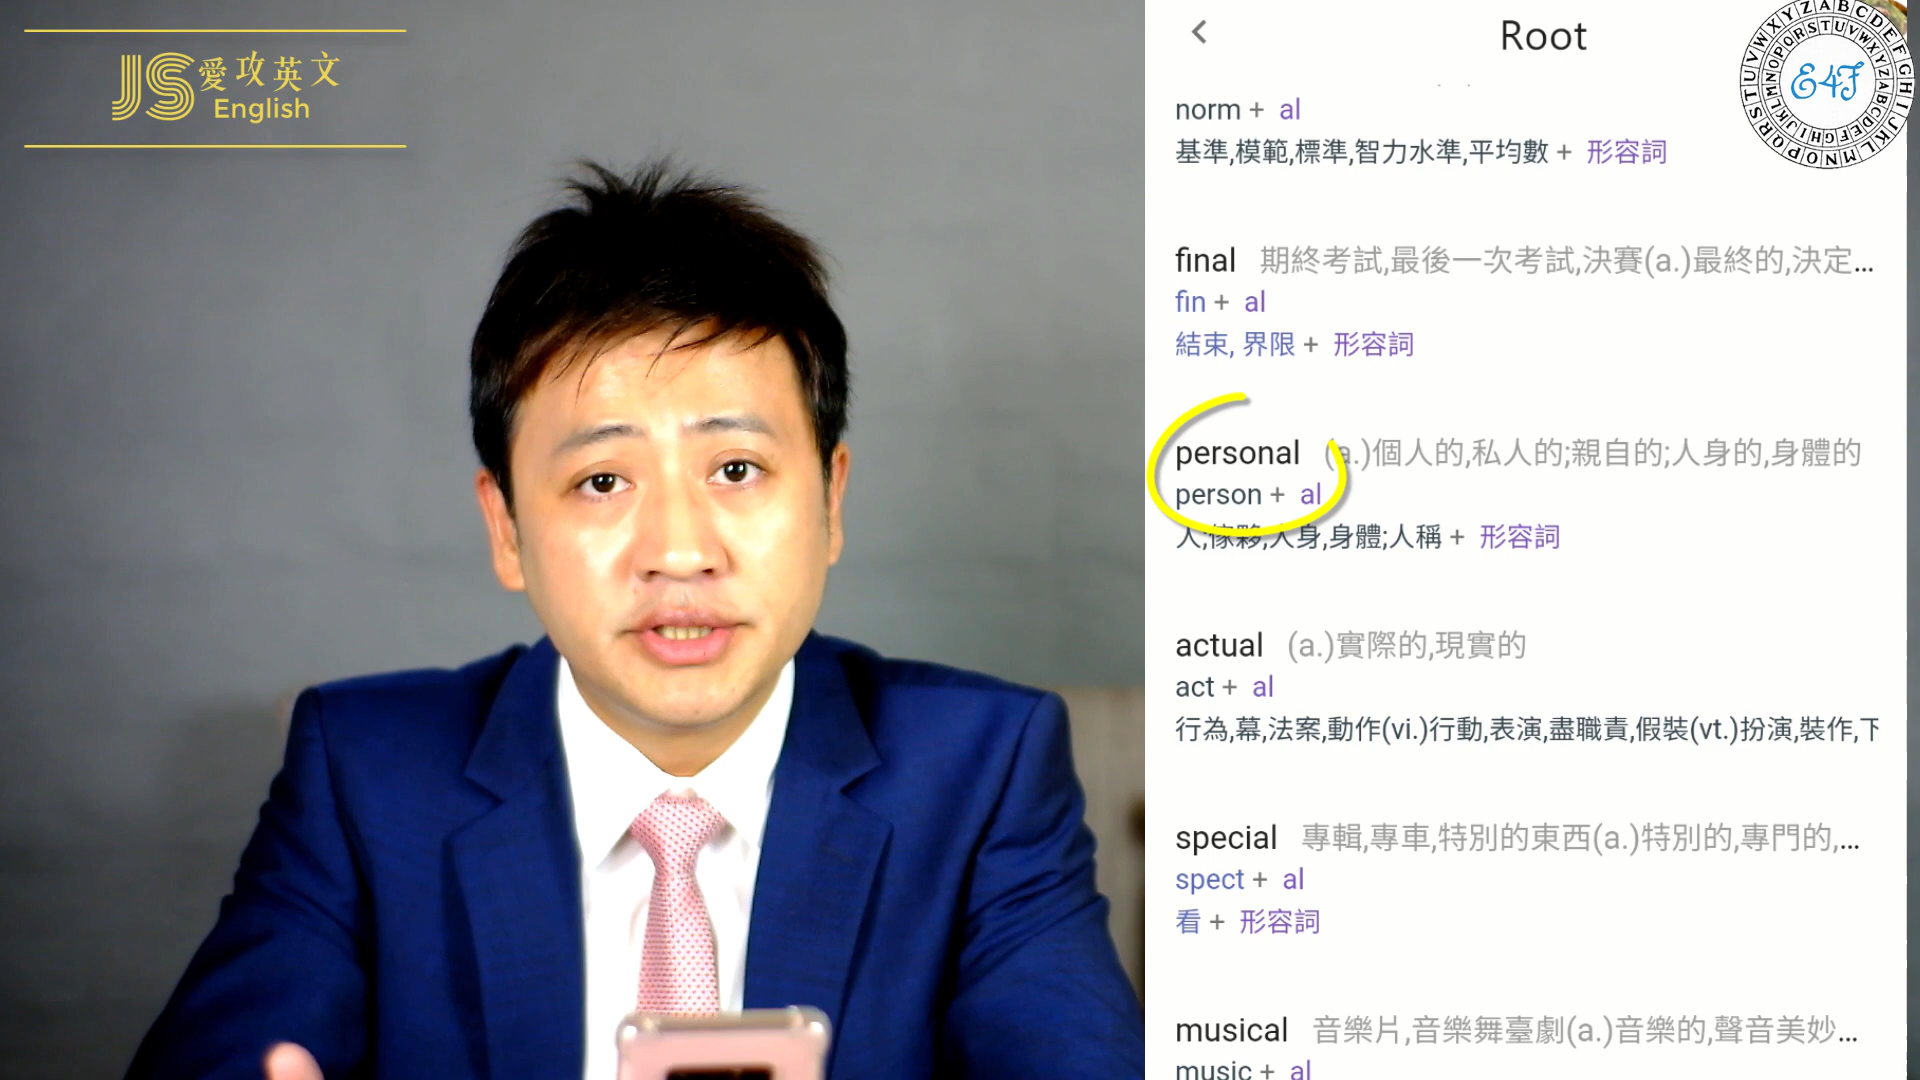 JS愛攻英文
English
Root
E4F
norm + al
基準,模範,標準,智力水準,平均數 + 形容詞
final 期終考試,最後一次考試,決賽(a.)最終的,決定...
fin + al
結束, 界限 + 形容詞
personal (a.)個人的,私人的;親自的;人身的,身體的
person + al
人;傢夥,人身,身體;人稱 + 形容詞
actual (a.)實際的,現實的
act + al
行為,幕,法案,動作(vi.)行動,表演,盡職責,假裝(vt.)扮演,裝作,下
special 專輯,專車,特別的東西(a.)特別的,專門的,...
spect + al
看 + 形容詞
musical 音樂片,音樂舞臺劇(a.)音樂的,聲音美妙...
music + al